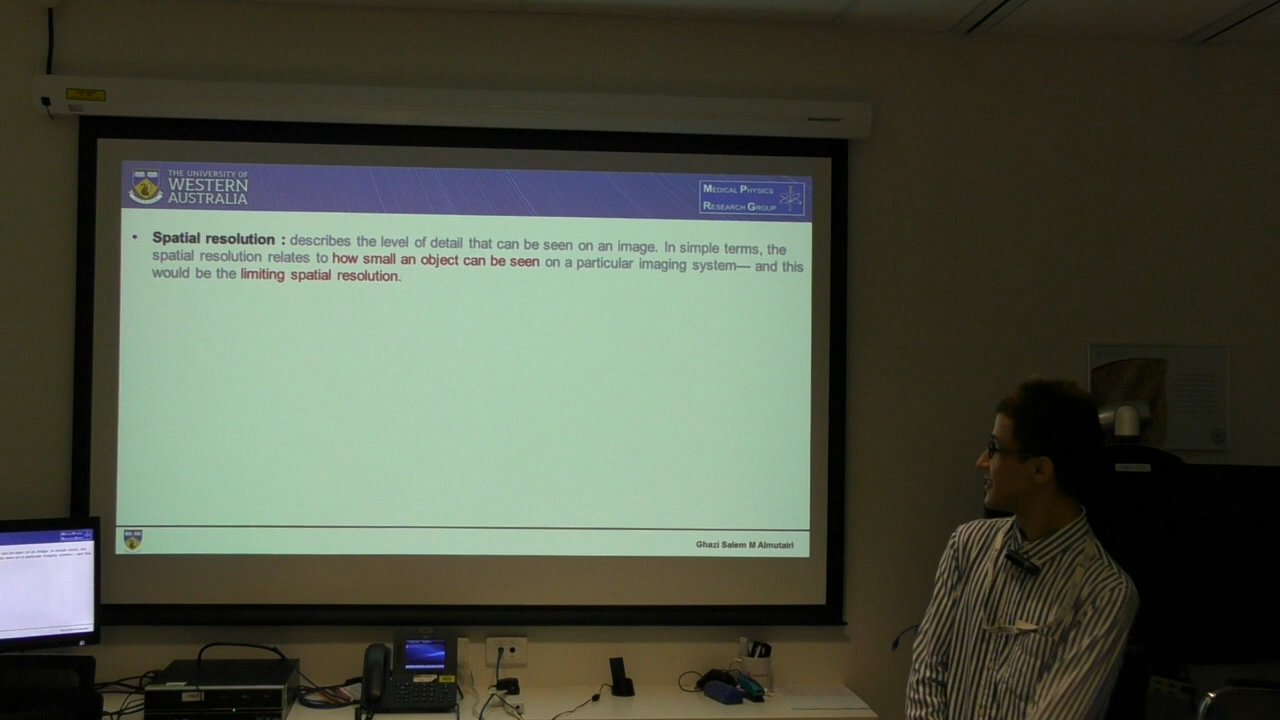 THE UNIVERSITY OF
WESTERN
AUSTRALIA
MEDICAL PHYSICS
RESEARCH GROUP
• Spatial resolution : describes the level of detail that can be seen on an image. In simple terms, the
spatial resolution relates to how small an object can be seen on a particular imaging system— and this
would be the limiting spatial resolution.
Ghazi Salem M Almutairi